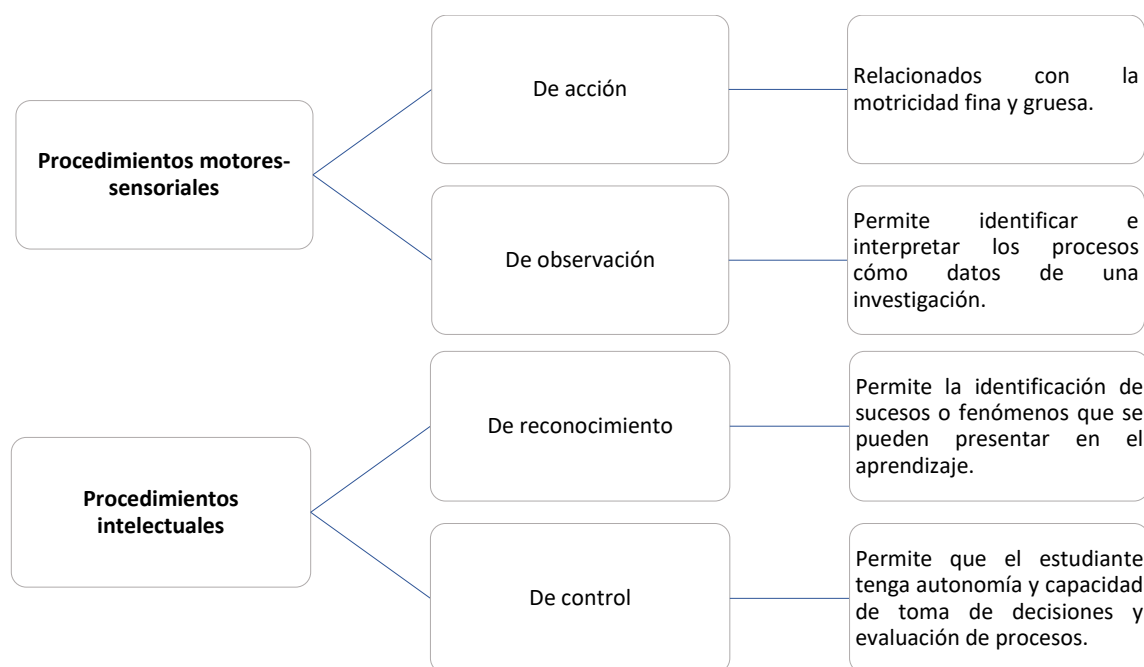 Procedimientos motores-
sensoriales
De acción
Relacionados con la
motricidad fina y gruesa.
De observación
Permite identificar e
interpretar los procesos
cómo datos de una
investigación.
Procedimientos
intelectuales
De reconocimiento
Permite la identificación de
sucesos o fenómenos que se
pueden presentar en el
aprendizaje.
De control
Permite que el estudiante
tenga autonomía y capacidad
de toma de decisiones y
evaluación de procesos.